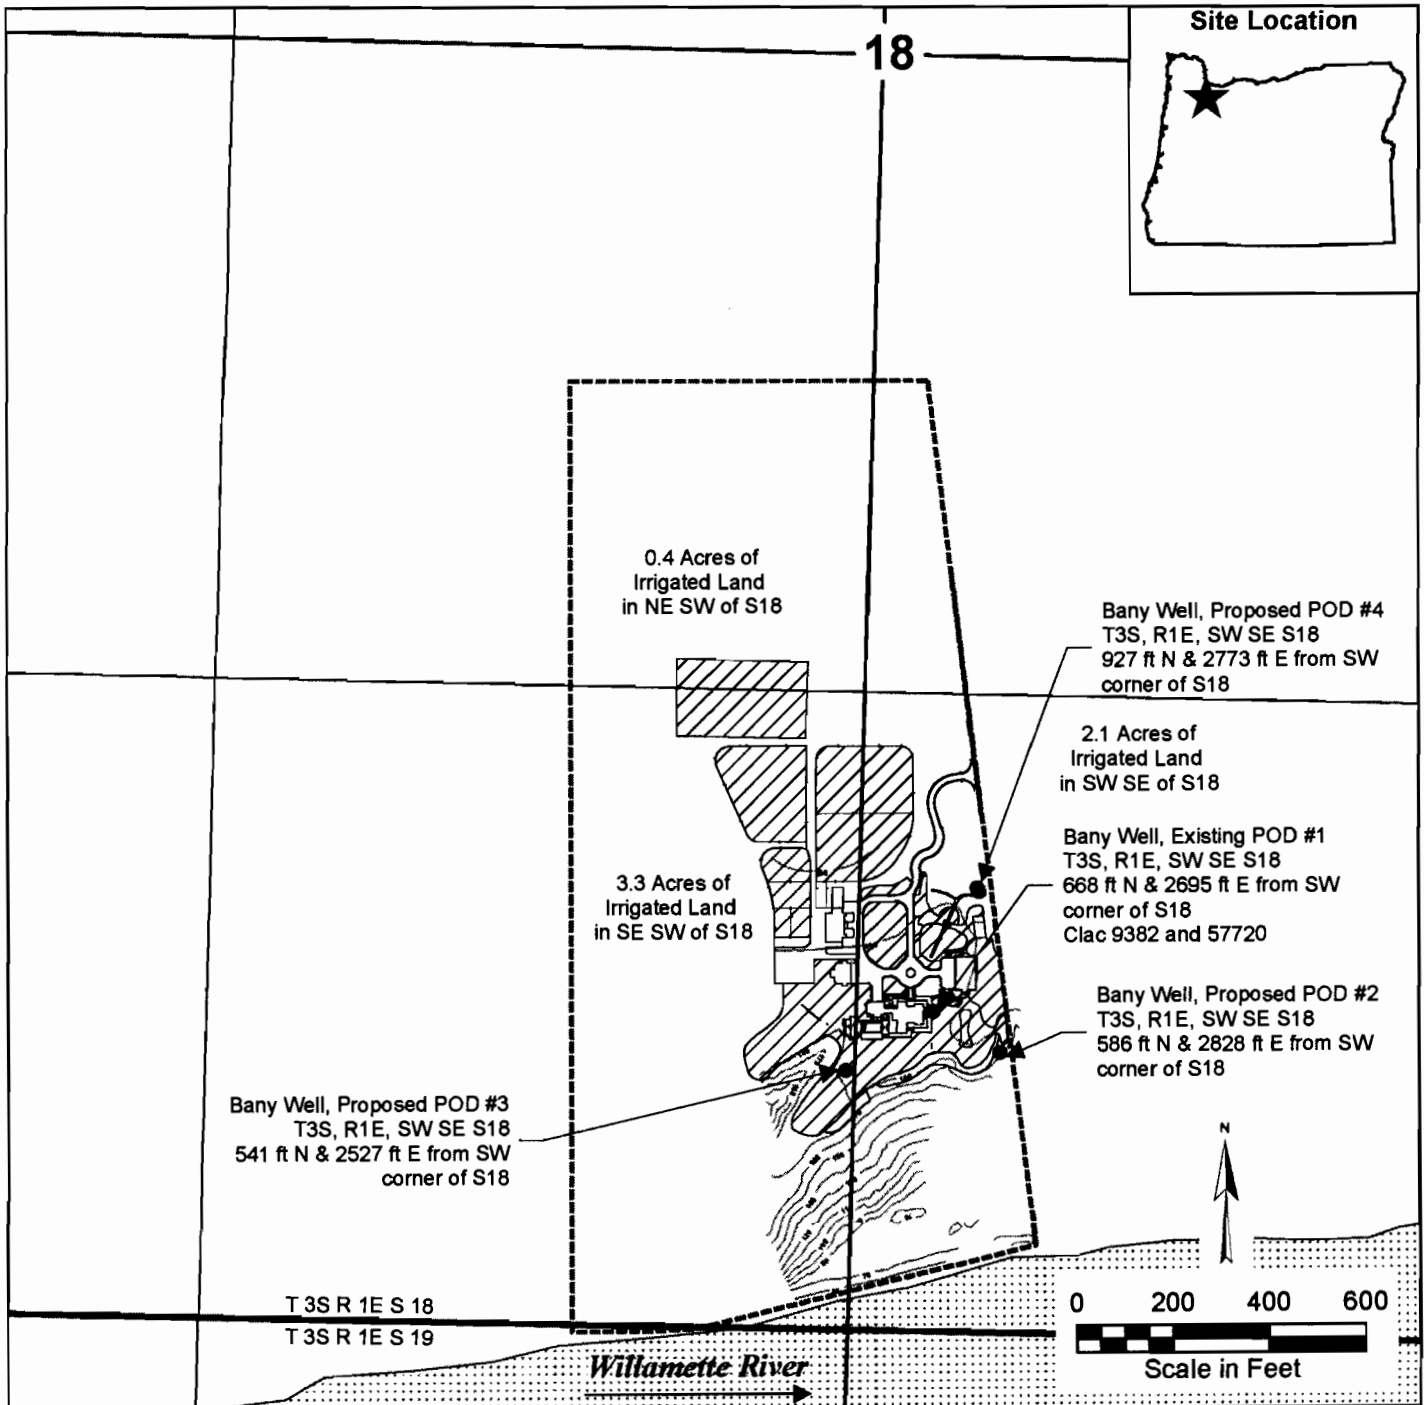 Site Location
18
0.4 Acres of
Irrigated Land
in NE SW of S18
Bany Well, Proposed POD #4
T3S, R1E, SW SE S18
927 ft N & 2773 ft E from SW
corner of S18
2.1 Acres of
Irrigated Land
in SW SE of S18
Bany Well, Existing POD #1
T3S, R1E, SW SE S18
668 ft N & 2695 ft E from SW
corner of S18
Clac 9382 and 57720
3.3 Acres of
Irrigated Land
in SE SW of S18
Bany Well, Proposed POD #2
T3S, R1E, SW SE S18
586 ft N & 2828 ft E from SW
corner of S18
Bany Well, Proposed POD #3
T3S, R1E, SW SE S18
541 ft N & 2527 ft E from SW
corner of S18
N
T 3S R 1E S 18
T 3S R 1E S 19
0 200 400 600
Scale in Feet
Willamette River